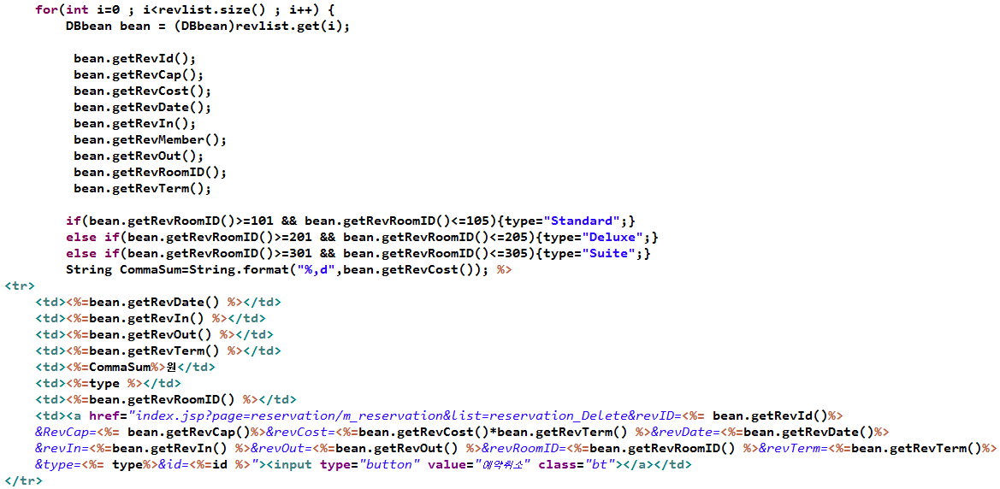 for(int i=0 ; i<revlist.size() ; i++) {
DBbean bean = (DBbean)revlist.get(i);
bean.getRevId();
bean.getRevCap();
bean.getRevCost();
bean.getRevDate();
bean.getRevIn();
bean.getRevMember();
bean.getRevOut();
bean.getRevRoomID();
bean.getRevTerm();
if(bean.getRevRoomID()>=101 && bean.getRevRoomID()<=105){type="Standard";}
else if(bean.getRevRoomID()>=201 && bean.getRevRoomID()<=205){type="Deluxe";}
else if(bean.getRevRoomID()>=301 && bean.getRevRoomID()<=305){type="Suite";}
String CommaSum=String.format("%,d",bean.getRevCost()); %>
<tr>
<td><%=bean.getRevDate() %></td>
<td><%=bean.getRevIn() %></td>
<td><%=bean.getRevOut() %></td>
<td><%=bean.getRevTerm() %></td>
<td><%=CommaSum%>원</td>
<td><%=type %></td>
<td><%=bean.getRevRoomID() %></td>
<td><a href="index.jsp?page=reservation/m_reservation&list=reservation_Delete&revID=<%= bean.getRevId()%>
&RevCap=<%= bean.getRevCap()%>&revCost=<%=bean.getRevCost()*bean.getRevTerm() %>&revDate=<%=bean.getRevDate()%>
&revIn=<%=bean.getRevIn() %>&revOut=<%=bean.getRevOut() %>&revRoomID=<%=bean.getRevRoomID() %>&revTerm=<%=bean.getRevTerm()%>
&type=<%= type%>&id=<%=id %>"><input type="button" value="예약취소" class="bt"></a></td>
</tr>